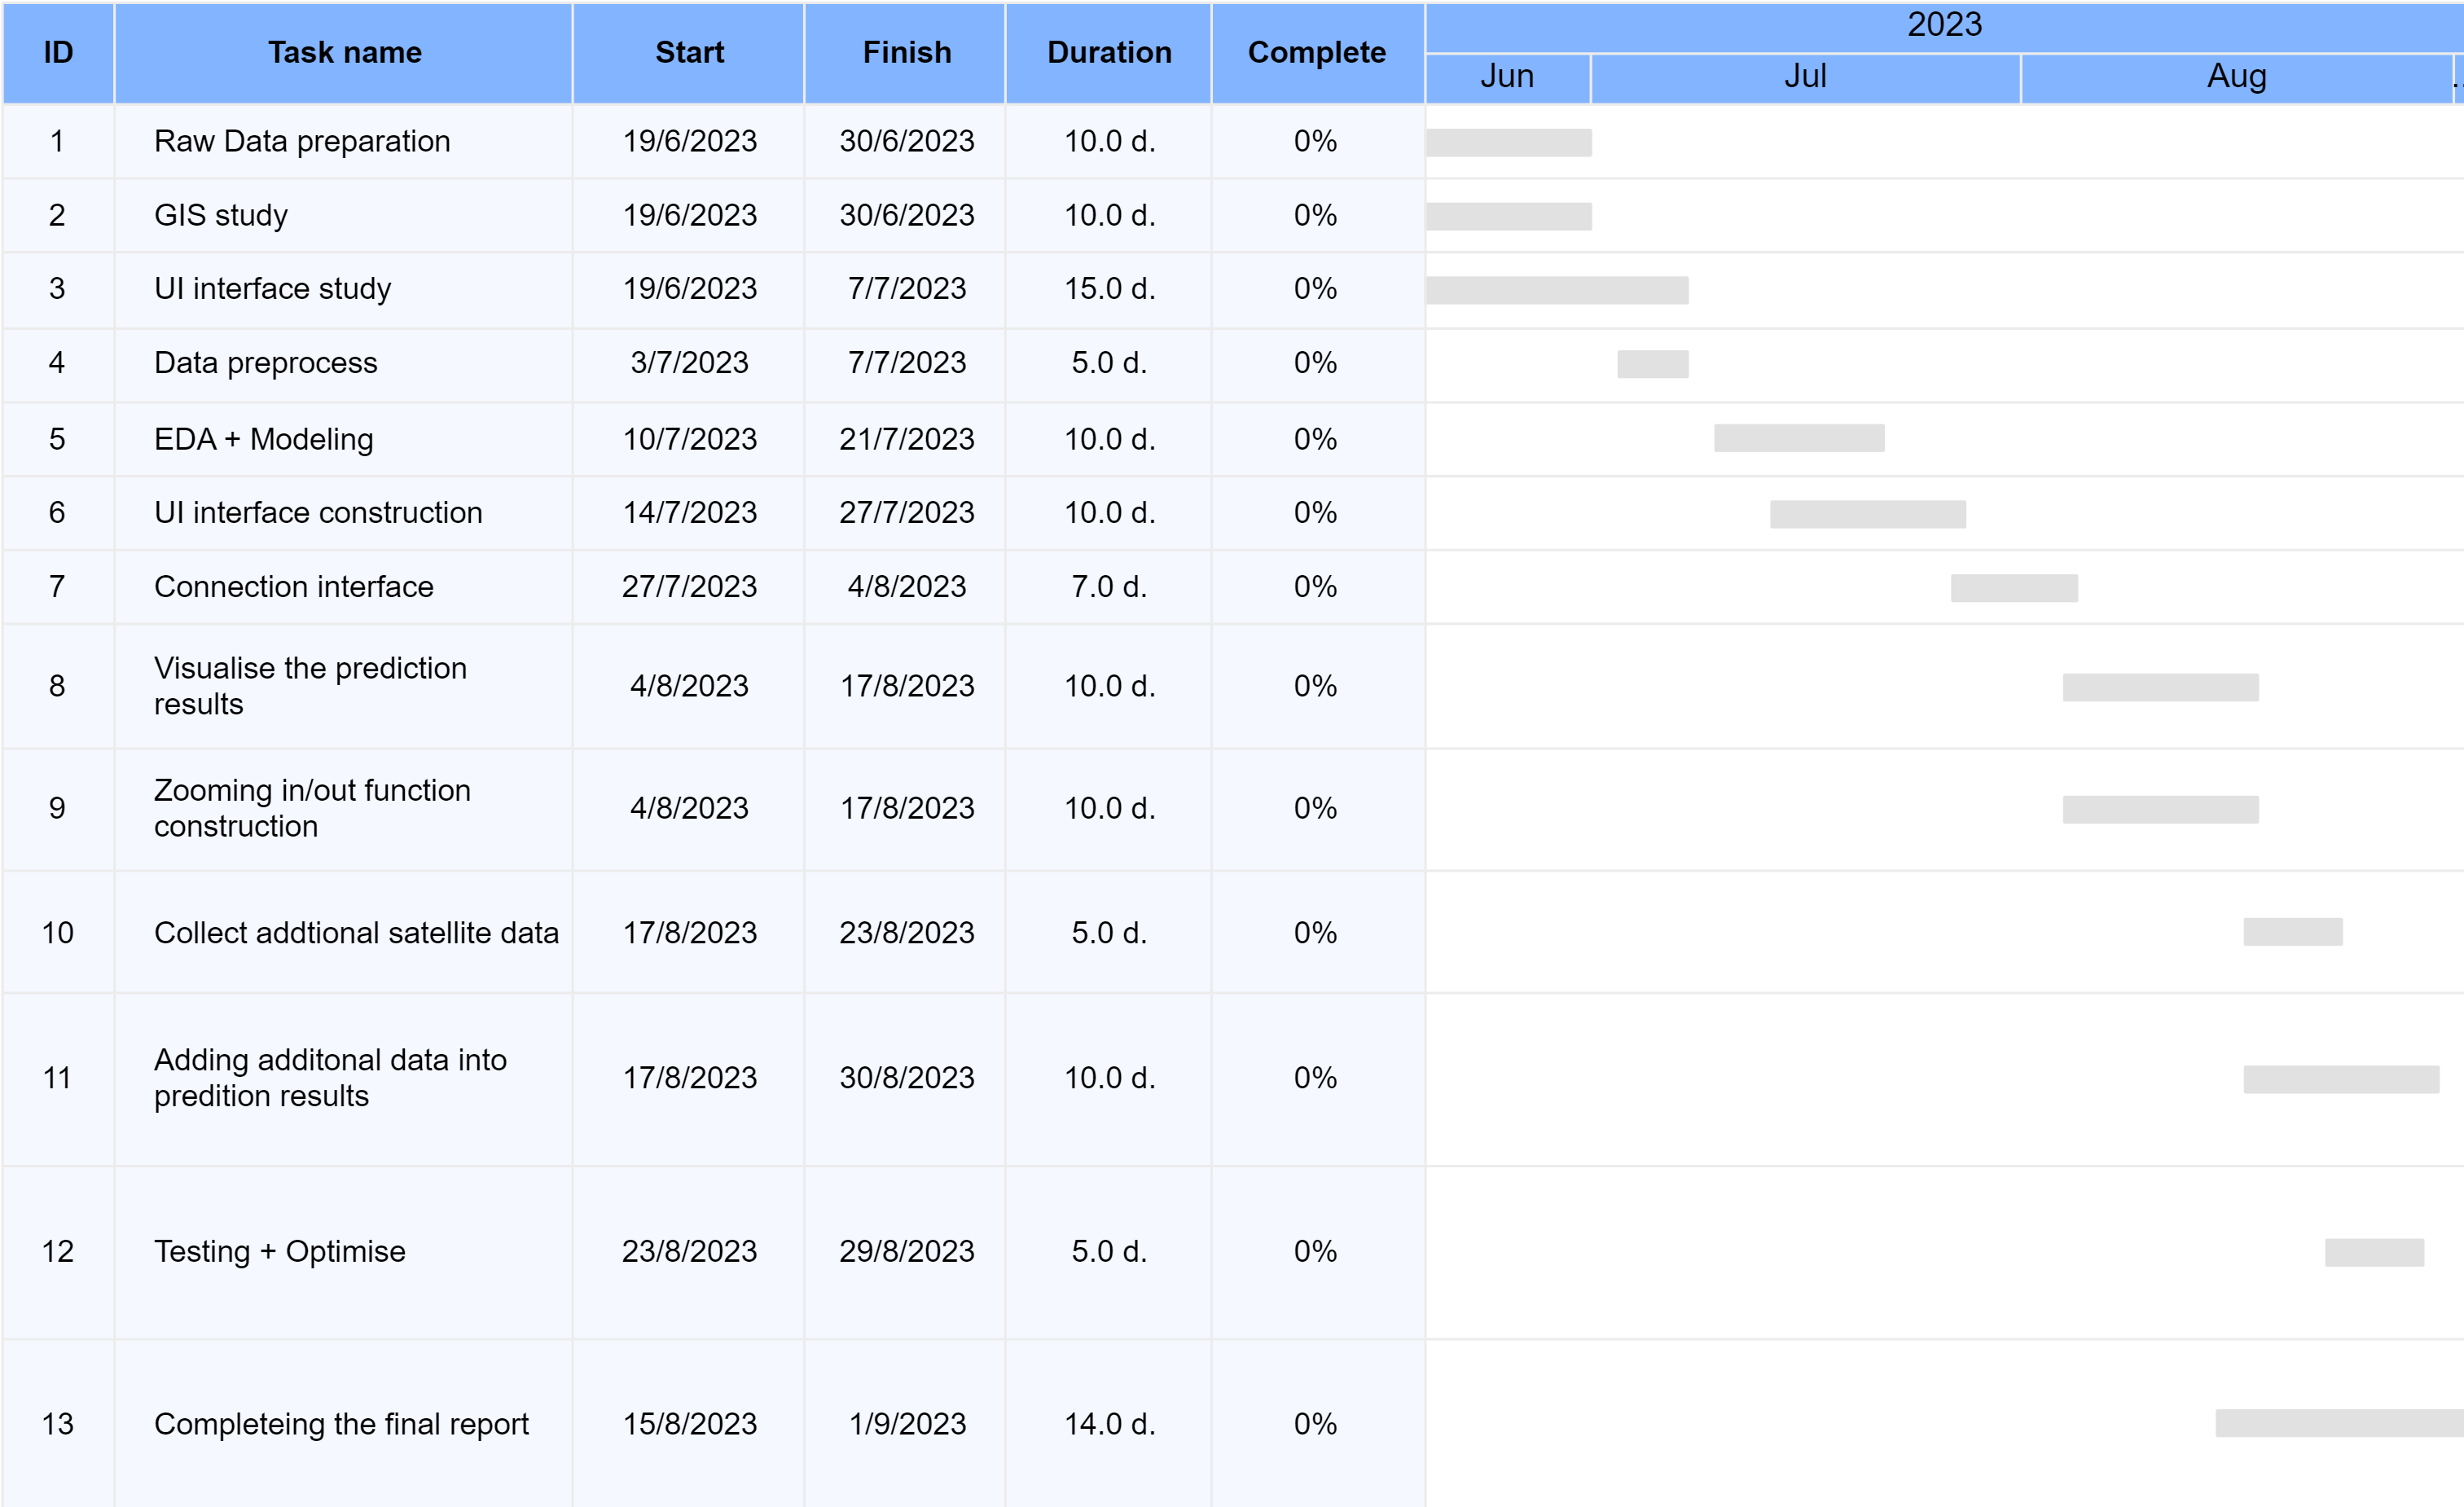 ID Task name Start Finish Duration Complete 2023
Jun Jul Aug ..
1 Raw Data preparation 19/6/2023 30/6/2023 10.0 d. 0%
2 GIS study 19/6/2023 30/6/2023 10.0 d. 0%
3 UI interface study 19/6/2023 7/7/2023 15.0 d. 0%
4 Data preprocess 3/7/2023 7/7/2023 5.0 d. 0%
5 EDA + Modeling 10/7/2023 21/7/2023 10.0 d. 0%
6 UI interface construction 14/7/2023 27/7/2023 10.0 d. 0%
7 Connection interface 27/7/2023 4/8/2023 7.0 d. 0%
8 Visualise the prediction
results 4/8/2023 17/8/2023 10.0 d. 0%
9 Zooming in/out function
construction 4/8/2023 17/8/2023 10.0 d. 0%
10 Collect addtional satellite data 17/8/2023 23/8/2023 5.0 d. 0%
11 Adding additonal data into
predition results 17/8/2023 30/8/2023 10.0 d. 0%
12 Testing + Optimise 23/8/2023 29/8/2023 5.0 d. 0%
13 Completeing the final report 15/8/2023 1/9/2023 14.0 d. 0%